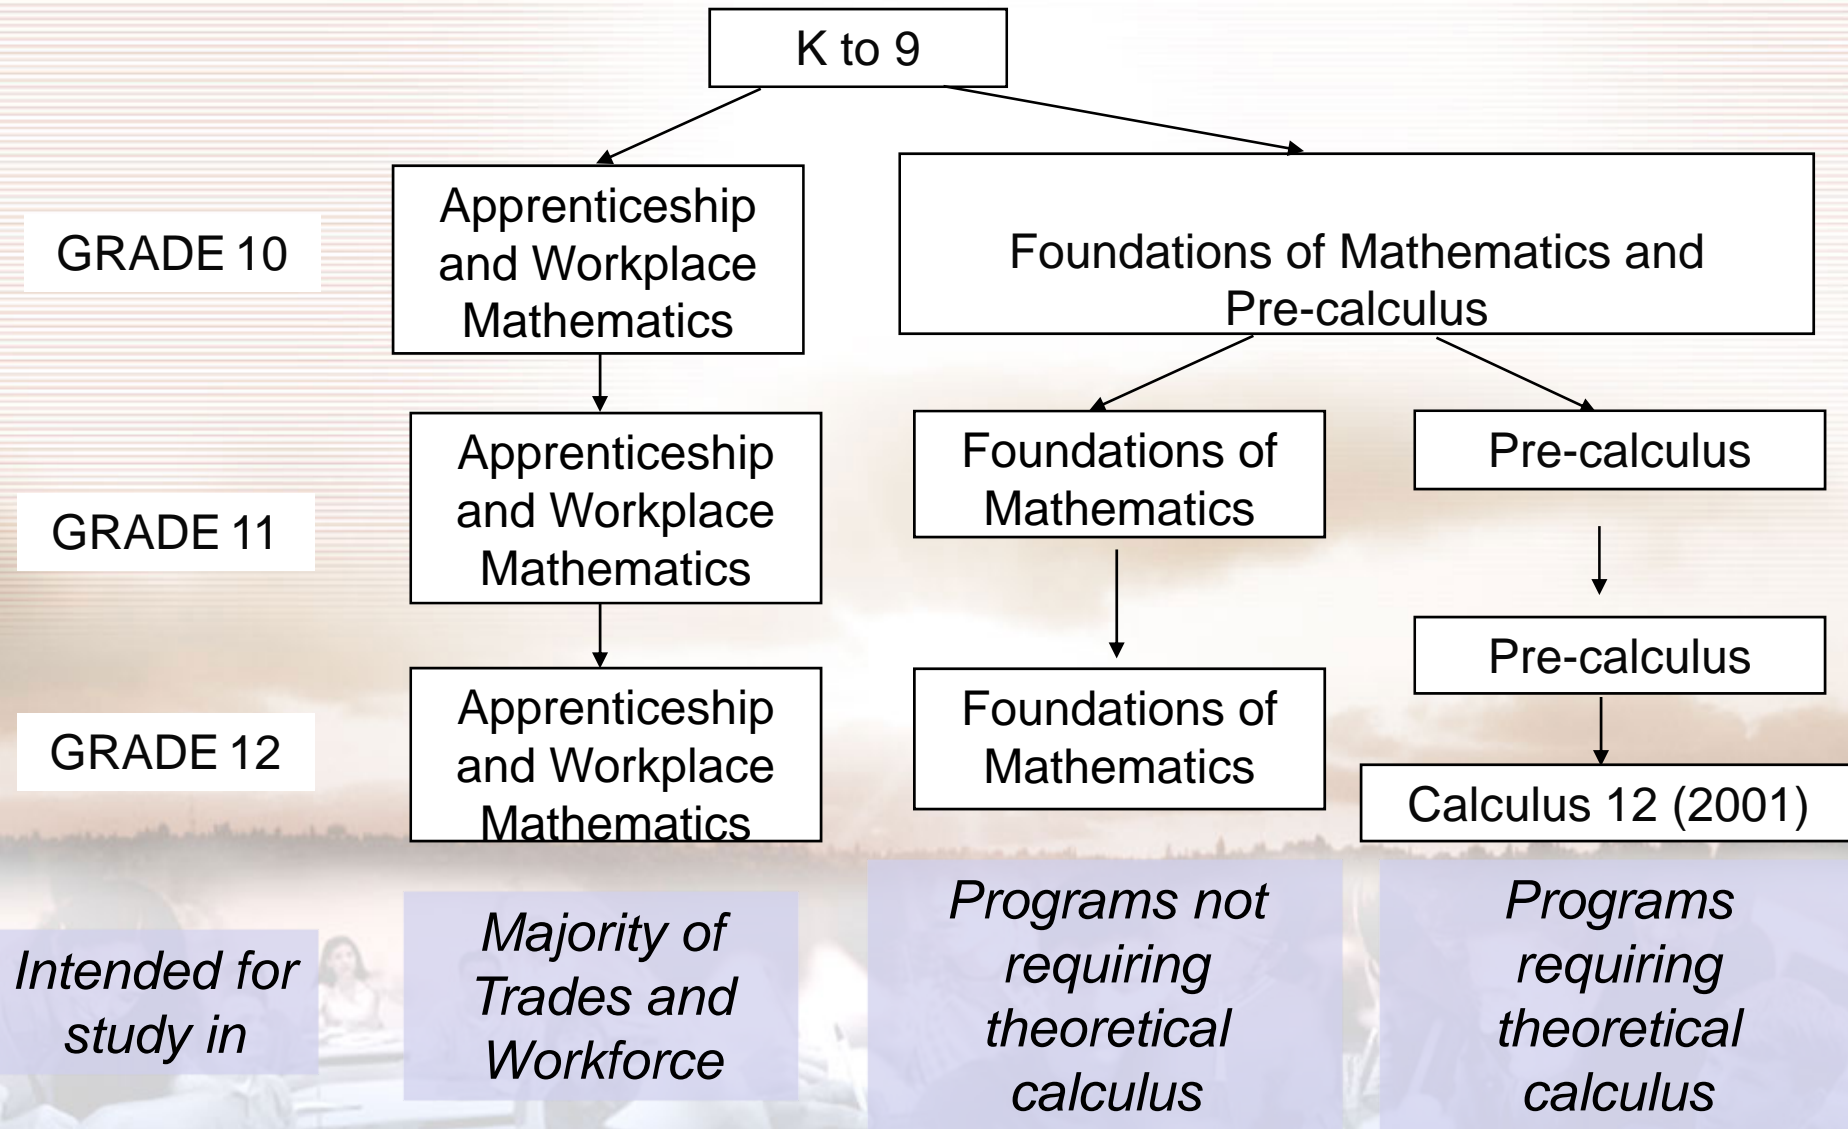 K to 9
GRADE 10
Apprenticeship
and Workplace
Mathematics
Foundations of Mathematics and
Pre-calculus
GRADE 11
Apprenticeship
and Workplace
Mathematics
Foundations of
Mathematics
Pre-calculus
Pre-calculus
GRADE 12
Apprenticeship
and Workplace
Mathematics
Foundations of
Mathematics
Calculus 12 (2001)
Intended for
study in
Majority of
Trades and
Workforce
Programs not
requiring
theoretical
calculus
Programs
requiring
theoretical
calculus